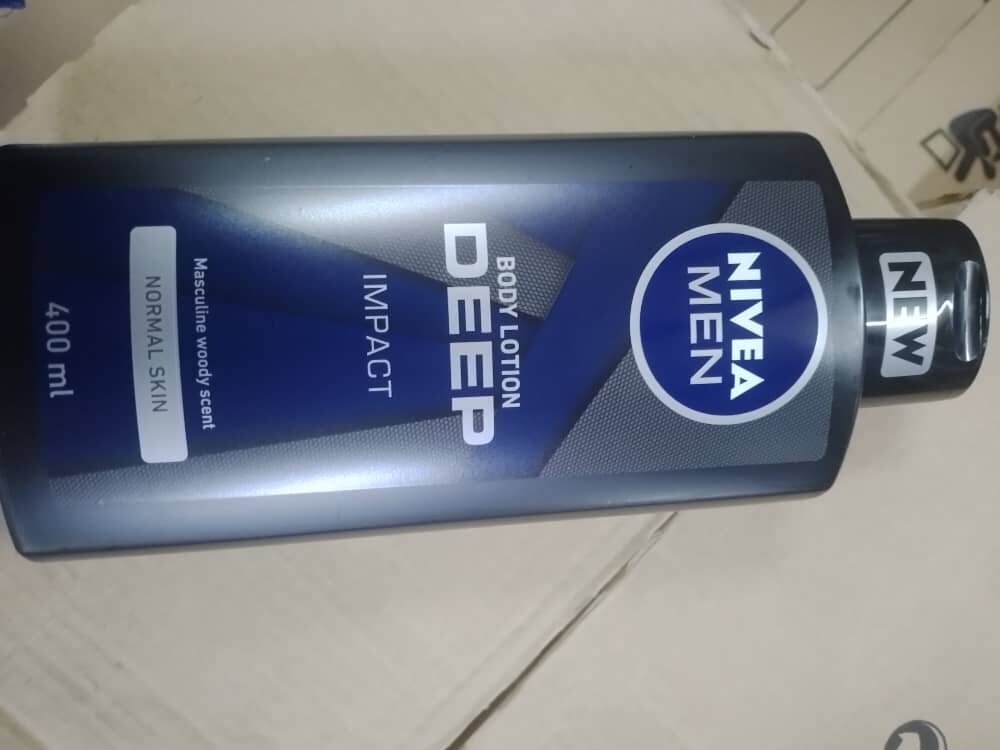 NEW
NIVEA
MEN
BODY LOTION
DEEP
IMPACT
Masculine woody scent
NORMAL SKIN
400 ml